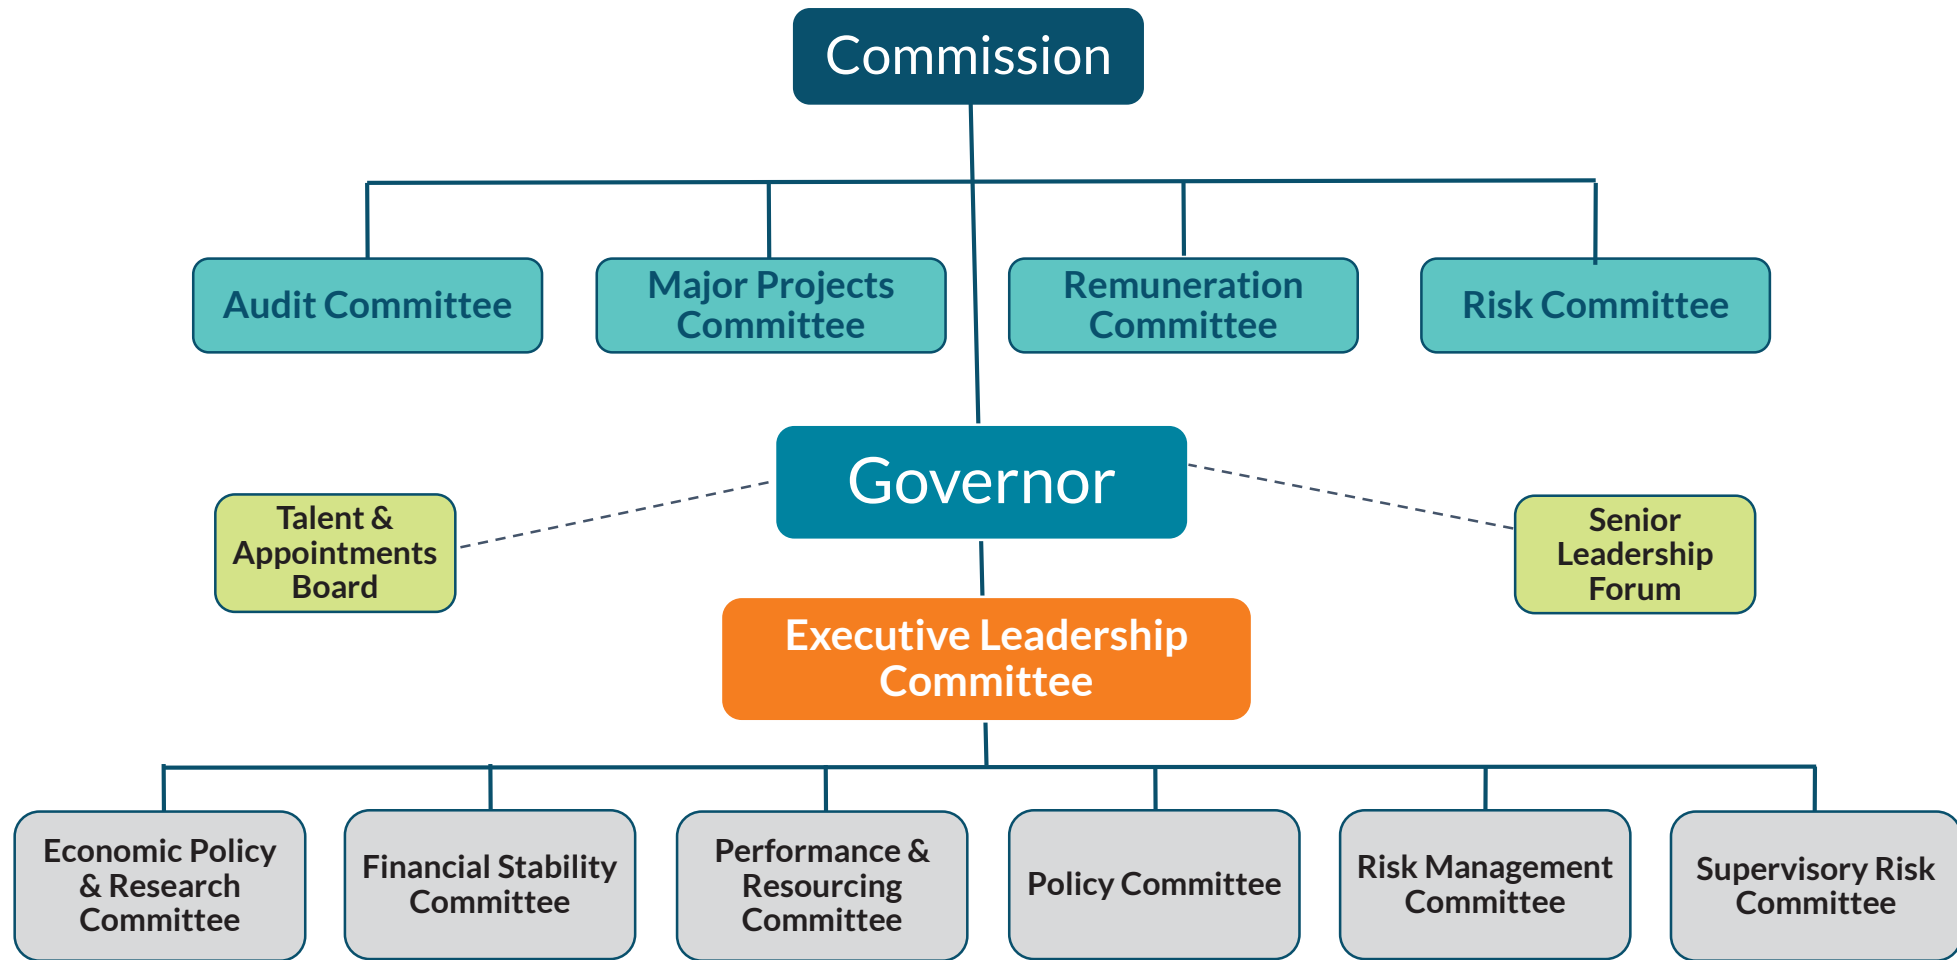 Commission
Audit Committee
Major Projects
Committee
Remuneration
Committee
Risk Committee
Governor
Talent &
Appointments
Board
Senior
Leadership
Forum
Executive Leadership
Committee
Economic Policy
& Research
Committee
Financial Stability
Committee
Performance &
Resourcing
Committee
Policy Committee
Risk Management
Committee
Supervisory Risk
Committee